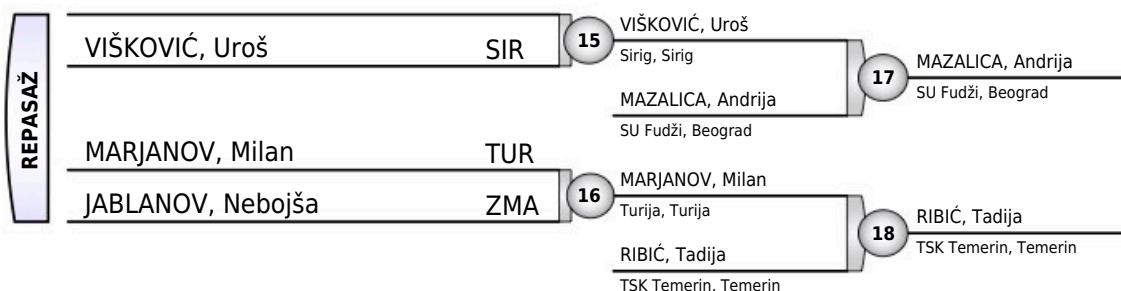 REPASAŽ
VIŠKOVIĆ, Uroš SIR
MARJANOV, Milan TUR
JABLANOV, Nebojša ZMA
15
VIŠKOVIĆ, Uroš
Sirig, Sirig
MAZALICA, Andrija
SU Fudži, Beograd
16
MARJANOV, Milan
Turija, Turija
RIBIĆ, Tadija
TSK Temerin, Temerin
17
MAZALICA, Andrija
SU Fudži, Beograd
18
RIBIĆ, Tadija
TSK Temerin, Temerin